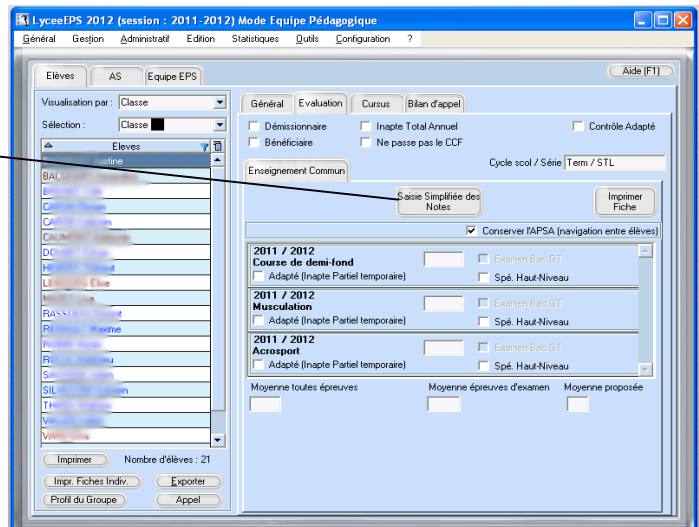 LyceeEPS 2012 (session : 2011-2012) Mode Equipe Pédagogique
Général Gestion Administratif Edition Statistiques Outils Configuration ?
Elèves AS Equipe EPS
Aide (F1)
Visualisation par : Classe
Sélection : Classe
Eleves
Général Evaluation Cursus Bilan d'appel
Démissionnaire Inapte Total Annuel Contrôle Adapté
Bénéficiaire Ne passe pas le CCF
Enseignement Commun
Cycle scol / Série Term / STL
Saisie Simplifiée des Notes
Imprimer Fiche
Conserver l'APSA (navigation entre élèves)
2011 / 2012
Course de demi-fond
Examen Bac GT
Adapté (Inapte Partiel temporaire) Spé. Haut-Niveau
2011 / 2012
Musculation
Examen Bac GT
Adapté (Inapte Partiel temporaire) Spé. Haut-Niveau
2011 / 2012
Acrosport
Examen Bac GT
Adapté (Inapte Partiel temporaire) Spé. Haut-Niveau
Moyenne toutes épreuves Moyenne épreuves d'examen Moyenne proposée
Imprimer Nombre d'élèves : 21
Impr. Fiches Indiv. Exporter
Profil du Groupe Appel